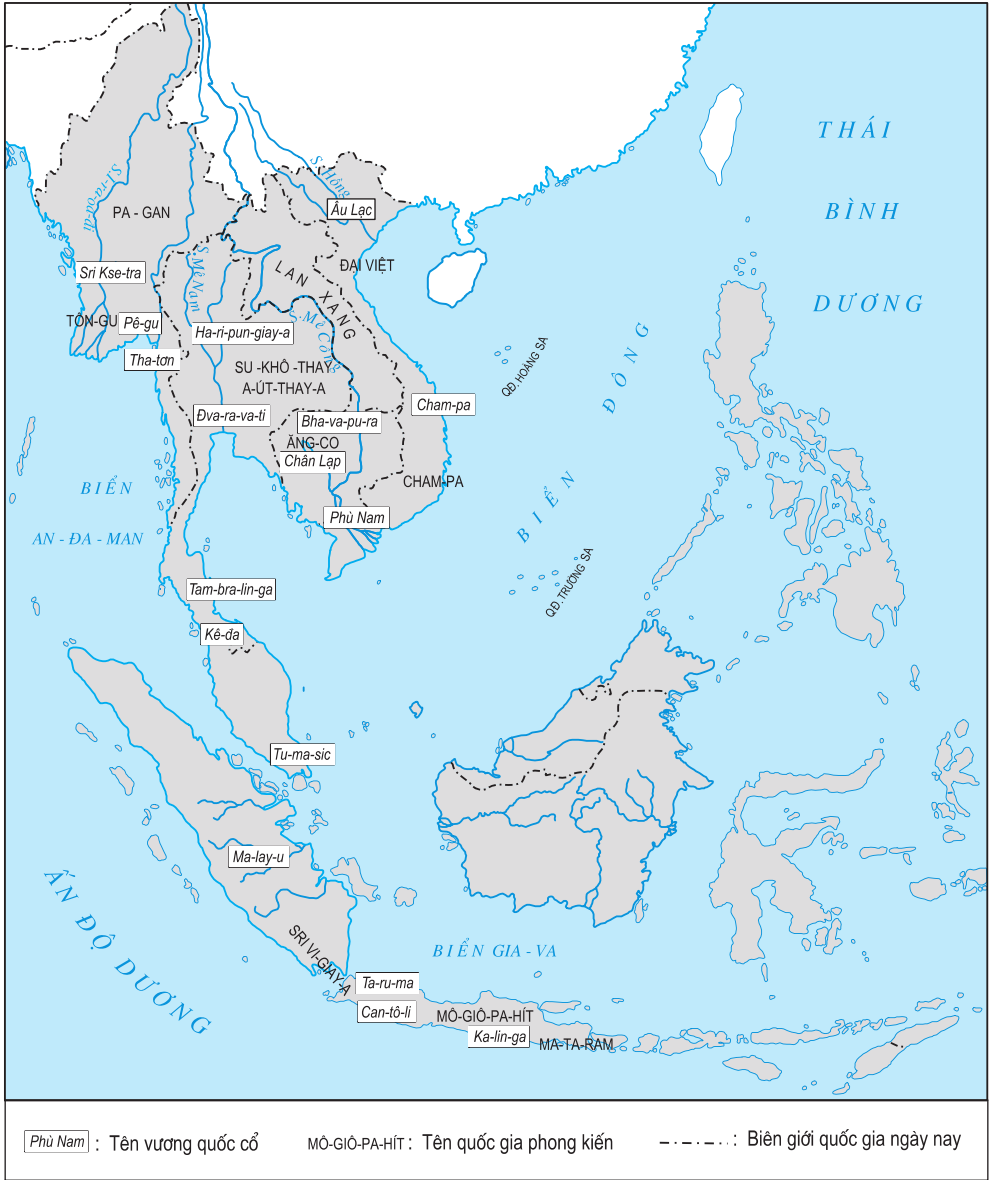 THÁI
BÌNH
DƯƠNG
S.I-ra-oa-đi
S. Hồng
PA - GAN
Âu Lạc
ĐẠI VIỆT
Sri Kse-tra
S.Mê Nam
LAN XANG
TÔN-GU
Pê-gu
Ha-ri-pun-giay-a
S.Mê Công
Tha-tơn
SU -KHÔ -THAY
A-ÚT-THAY-A
QĐ. HOÀNG SA
BIỂN ĐÔNG
Đva-ra-va-ti
Bha-va-pu-ra
Cham-pa
ĂNG-CO
Chân Lạp
CHAM-PA
BIỂN
AN - ĐA - MAN
Phù Nam
QĐ. TRƯỜNG SA
Tam-bra-lin-ga
Kê-đa
Tu-ma-sic
Ma-lay-u
ẤN ĐỘ DƯƠNG
SRI VI-GIAY-A
BIỂN GIA - VA
Ta-ru-ma
Can-tô-li
MÔ-GIÔ-PA-HÍT
Ka-lin-ga
MA-TA-RAM
Phù Nam : Tên vương quốc cổ
MÔ-GIÔ-PA-HÍT : Tên quốc gia phong kiến
: Biên giới quốc gia ngày nay